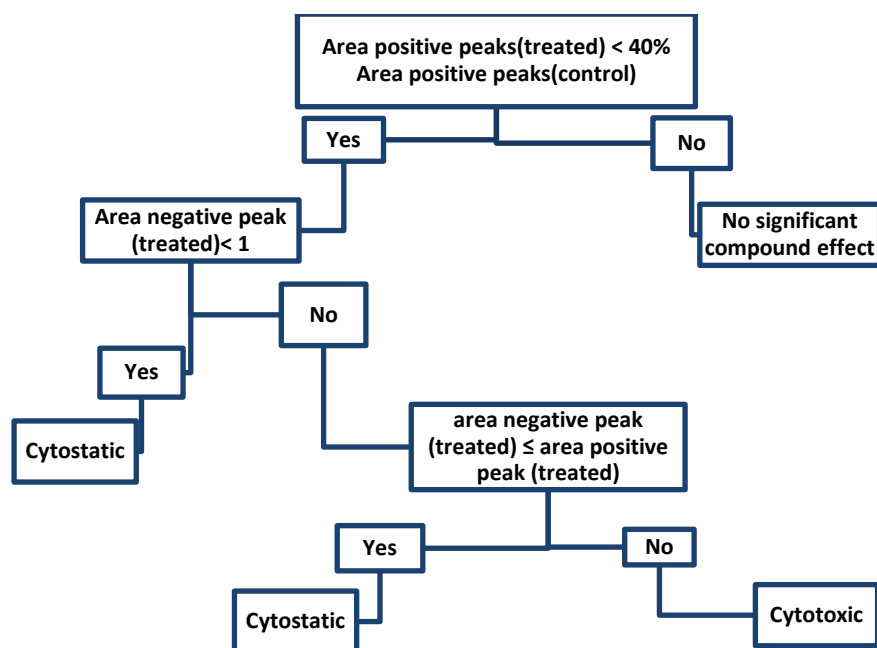 Area positive peaks(treated) < 40%
Area positive peaks(control)
Yes
No
Area negative peak
(treated)< 1
No significant
compound effect
No
Yes
Cytostatic
area negative peak
(treated) ≤ area positive
peak (treated)
Yes
No
Cytostatic
Cytotoxic